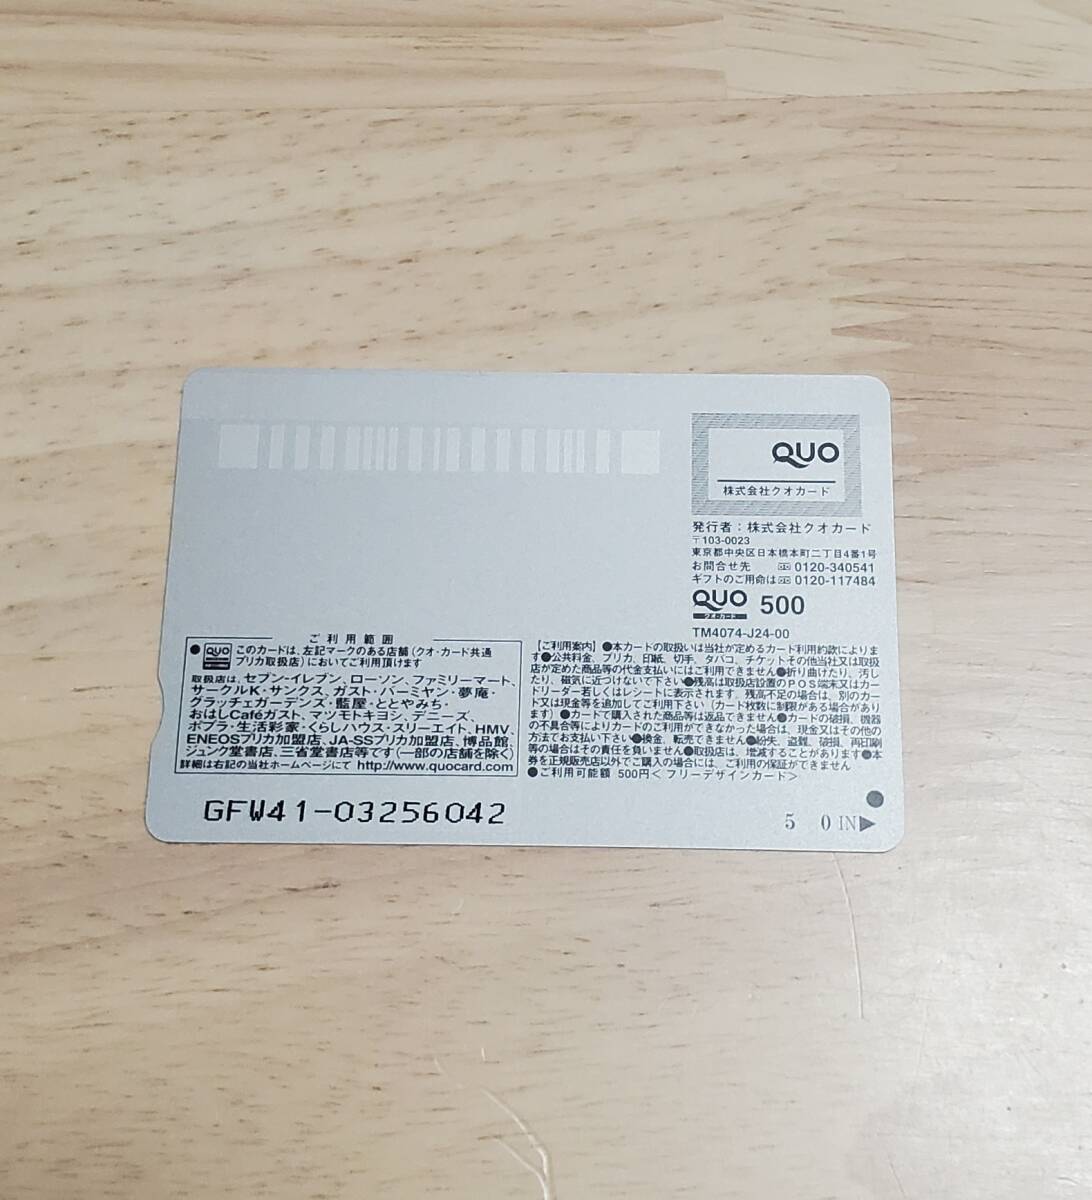 QUO
株式会社クオカード
発行者：株式会社クオカード
〒103-0023
東京都中央区日本橋本町二丁目4番1号
お問合せ先 0120-340541
ギフトのご用命は 0120-117484
QUO 500
クオ・カード
TM4074-J24-00
ご利用範囲
●QUO このカードは、左記マークのある店舗（クオ・カード共通
プリカ取扱店）においてご利用頂けます
取扱店は、セブン-イレブン、ローソン、ファミリーマート、
サークルK・サンクス、ガスト・バーミヤン・夢庵・
グラッチェガーデンズ・藍屋・ととやみち・
おはしCaféガスト、マツモトキヨシ、デニーズ、
ポプラ・生活彩家・くらしハウス・スリーエイト、HMV、
ENEOSプリカ加盟店、JA-SSプリカ加盟店、博品館、
ジュンク堂書店、三省堂書店等です（一部の店舗を除く）
詳細は右記の当社ホームページにて http://www.quocard.com
【ご利用案内】●本カードの取扱いは当社が定めるカード利用約款によりま
す●公共料金、プリカ、印紙、切手、タバコ、チケットその他当社又は取扱
店が定めた商品等の代金支払いにはご利用できません●折り曲げたり、汚し
たり、磁気に近づけないで下さい●残高は取扱店設置のPOS端末又はカー
ドリーダー若しくはレシートに表示されます。残高不足の場合は、別のカー
ド又は現金等を追加してご利用下さい（カード枚数に制限がある場合があり
ます）●カードで購入された商品等は返品できません●カードの破損、機器
の不具合等によりカードのご利用ができなかった場合は、現金又はその他の
方法でお支払い下さい●換金、転売できません●紛失、盗難、破損、再印刷
等の場合はその責任を負いません●取扱店は、増減することがあります●本
券を正規販売店以外でご購入の場合には、ご利用の保証ができません
●ご利用可能額 500円＜フリーデザインカード＞
GFW41-03256042
5 0 IN▶